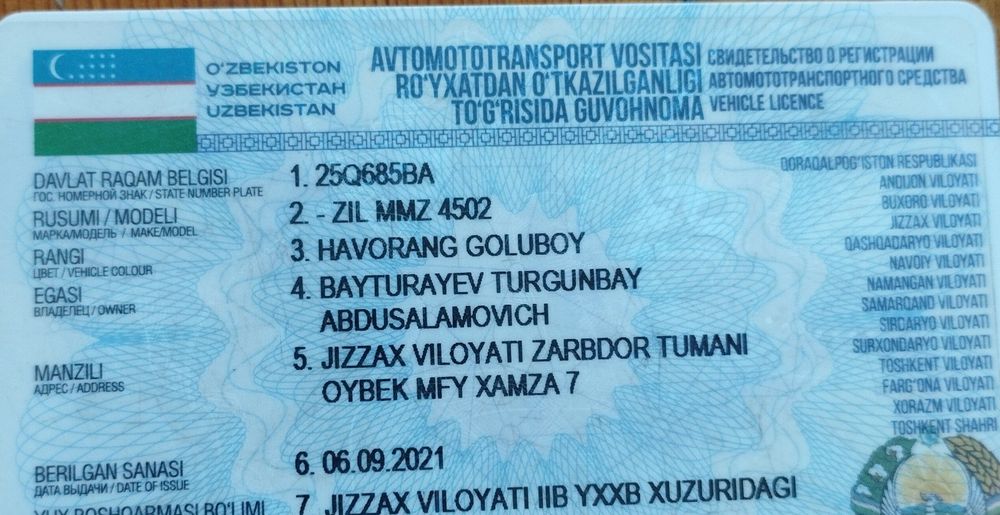 O'ZBEKISTON
УЗБЕКИСТАН
UZBEKISTAN
AVTOMOTOTRANSPORT VOSITASI
RO'YXATDAN O'TKAZILGANLIGI
TO'G'RISIDA GUVOHNOMA
СВИДЕТЕЛЬСТВО О РЕГИСТРАЦИИ
АВТОМОТОТРАНСПОРТНОГО СРЕДСТВА
VEHICLE LICENCE
DAVLAT RAQAM BELGISI
ГОС. НОМЕРНОЙ ЗНАК / STATE NUMBER PLATE
1. 25Q685BA
RUSUMI / MODELI
МАРКА/МОДЕЛЬ / MAKE/MODEL
2. - ZIL MMZ 4502
RANGI
ЦВЕТ / VEHICLE COLOUR
3. HAVORANG GOLUBOY
EGASI
ВЛАДЕЛЕЦ / OWNER
4. BAYTURAYEV TURGUNBAY
ABDUSALAMOVICH
MANZILI
АДРЕС / ADDRESS
5. JIZZAX VILOYATI ZARBDOR TUMANI
OYBEK MFY XAMZA 7
BERILGAN SANASI
ДАТА ВЫДАЧИ / DATE OF ISSUE
6. 06.09.2021
7. JIZZAX VILOYATI IIB YXXB XUZURIDAGI
QORAQALPOG'ISTON RESPUBLIKASI
ANDIJON VILOYATI
BUXORO VILOYATI
JIZZAX VILOYATI
QASHQADARYO VILOYATI
NAVOIY VILOYATI
NAMANGAN VILOYATI
SAMARQAND VILOYATI
SIRDARYO VILOYATI
SURXONDARYO VILOYATI
TOSHKENT VILOYATI
FARG'ONA VILOYATI
XORAZM VILOYATI
TOSHKENT SHAHRI